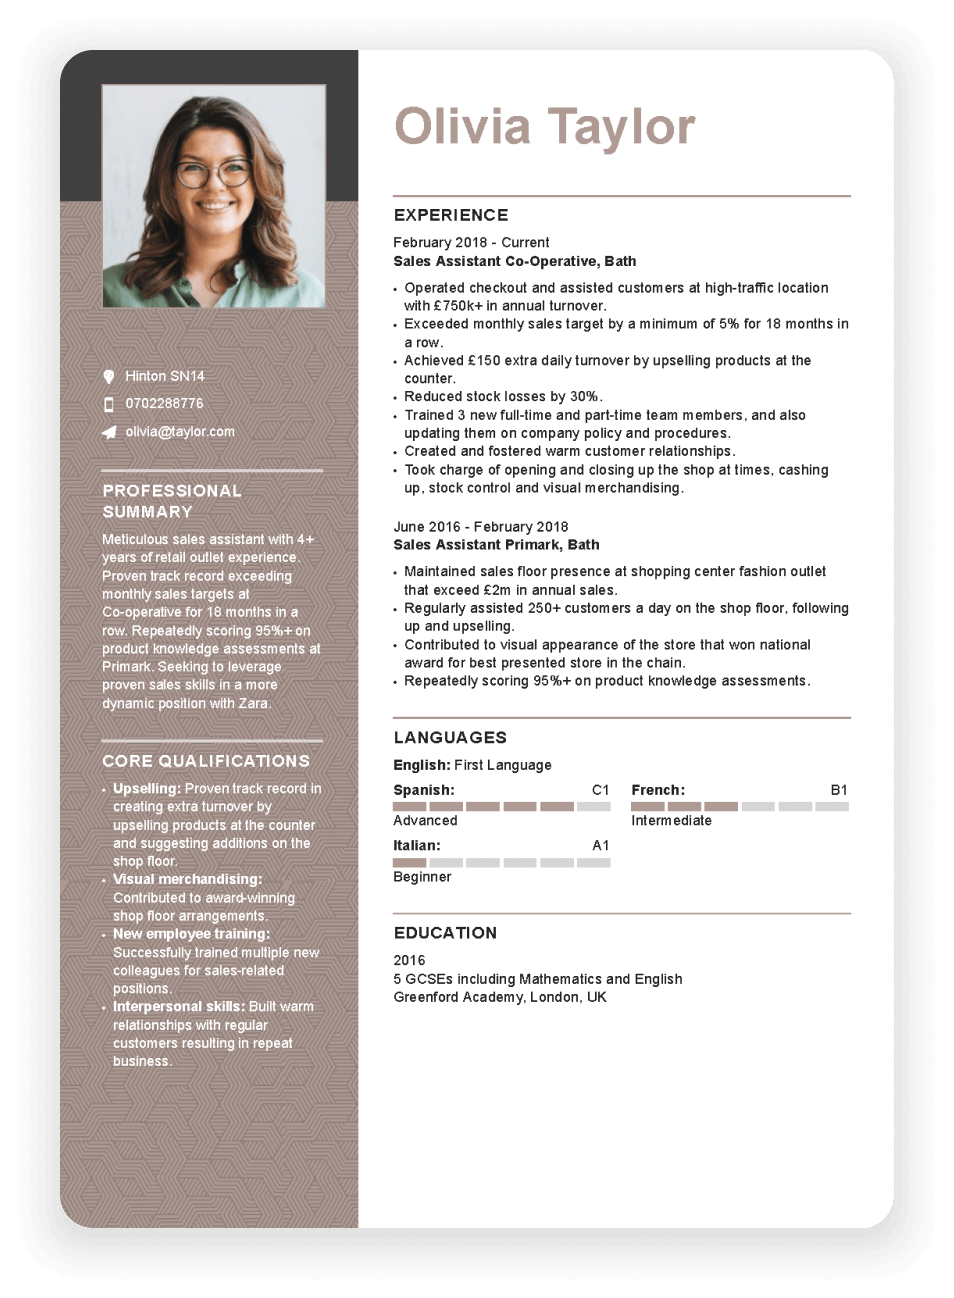 Olivia Taylor
Hinton SN14
0702288776
olivia@taylor.com
PROFESSIONAL
SUMMARY
Meticulous sales assistant with 4+
years of retail outlet experience.
Proven track record exceeding
monthly sales targets at
Co-operative for 18 months in a
row. Repeatedly scoring 95%+ on
product knowledge assessments at
Primark. Seeking to leverage
proven sales skills in a more
dynamic position with Zara.
CORE QUALIFICATIONS
• Upselling: Proven track record in
creating extra turnover by
upselling products at the counter
and suggesting additions on the
shop floor.
• Visual merchandising:
Contributed to award-winning
shop floor arrangements.
• New employee training:
Successfully trained multiple new
colleagues for sales-related
positions.
• Interpersonal skills: Built warm
relationships with regular
customers resulting in repeat
business.
EXPERIENCE
February 2018 - Current
Sales Assistant Co-Operative, Bath
• Operated checkout and assisted customers at high-traffic location
with £750k+ in annual turnover.
• Exceeded monthly sales target by a minimum of 5% for 18 months in
a row.
• Achieved £150 extra daily turnover by upselling products at the
counter.
• Reduced stock losses by 30%.
• Trained 3 new full-time and part-time team members, and also
updating them on company policy and procedures.
• Created and fostered warm customer relationships.
• Took charge of opening and closing up the shop at times, cashing
up, stock control and visual merchandising.
June 2016 - February 2018
Sales Assistant Primark, Bath
• Maintained sales floor presence at shopping center fashion outlet
that exceed £2m in annual sales.
• Regularly assisted 250+ customers a day on the shop floor, following
up and upselling.
• Contributed to visual appearance of the store that won national
award for best presented store in the chain.
• Repeatedly scoring 95%+ on product knowledge assessments.
LANGUAGES
English: First Language
Spanish: C1
Advanced
French: B1
Intermediate
Italian: A1
Beginner
EDUCATION
2016
5 GCSEs including Mathematics and English
Greenford Academy, London, UK